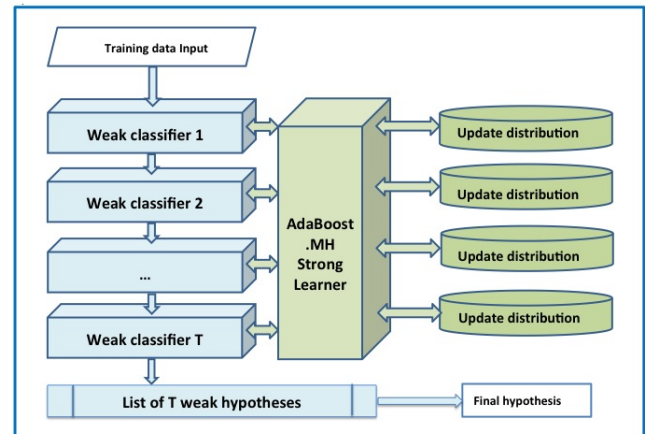 Training data Input
Weak classifier 1
Weak classifier 2
...
Weak classifier T
AdaBoost
.MH
Strong
Learner
Update distribution
Update distribution
Update distribution
Update distribution
List of T weak hypotheses
Final hypothesis